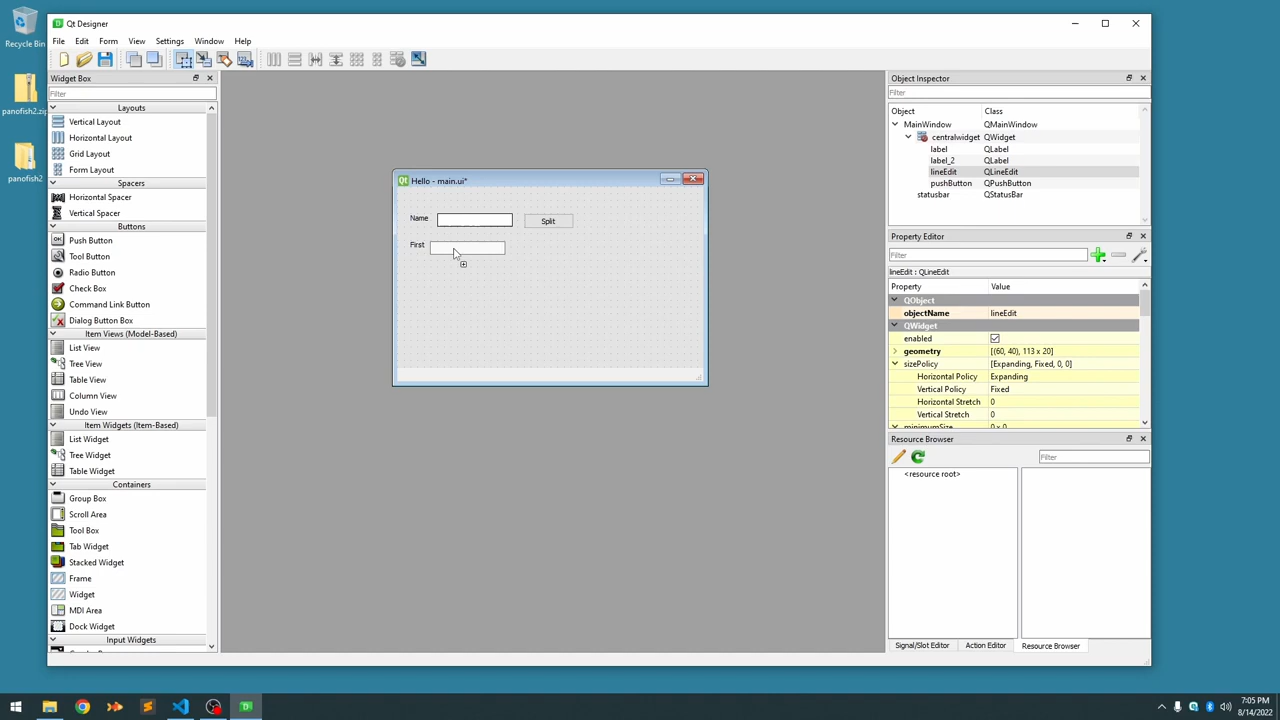 Recycle Bin
panofish2.zip
panofish2
Qt Designer
File Edit Form View Settings Window Help
Widget Box
Filter
Layouts
Vertical Layout
Horizontal Layout
Grid Layout
Form Layout
Spacers
Horizontal Spacer
Vertical Spacer
Buttons
Push Button
Tool Button
Radio Button
Check Box
Command Link Button
Dialog Button Box
Item Views (Model-Based)
List View
Tree View
Table View
Column View
Undo View
Item Widgets (Item-Based)
List Widget
Tree Widget
Table Widget
Containers
Group Box
Scroll Area
Tool Box
Tab Widget
Stacked Widget
Frame
Widget
MDI Area
Dock Widget
Input Widgets
Hello - main.ui*
Name
Split
First
Object Inspector
Filter
Object Class
MainWindow QMainWindow
centralwidget QWidget
label QLabel
label_2 QLabel
lineEdit QLineEdit
pushButton QPushButton
statusbar QStatusBar
Property Editor
Filter
lineEdit : QLineEdit
Property Value
QObject
objectName lineEdit
QWidget
enabled
geometry [(60, 40), 113 x 20]
sizePolicy [Expanding, Fixed, 0, 0]
Horizontal Policy Expanding
Vertical Policy Fixed
Horizontal Stretch 0
Vertical Stretch 0
minimumSize 0 x 0
Resource Browser
Filter
<resource root>
Signal/Slot Editor Action Editor Resource Browser
7:05 PM
8/14/2022